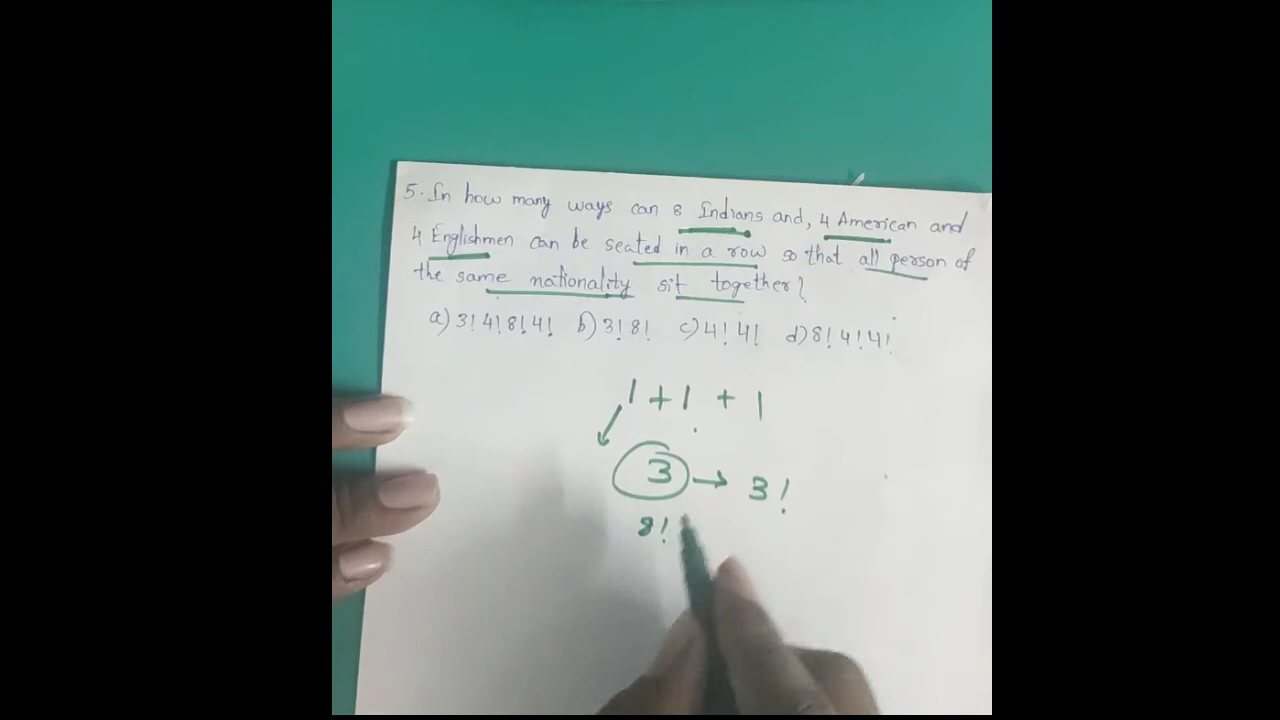 5. In how many ways can 8 Indians and, 4 American and
4 Englishmen can be seated in a row so that all person of
the same nationality sit together?
a) 3! 4! 8! 4! b) 3! 8! c) 4! 4! d) 8! 4! 4!
1 + 1 + 1
3 → 3!
8!